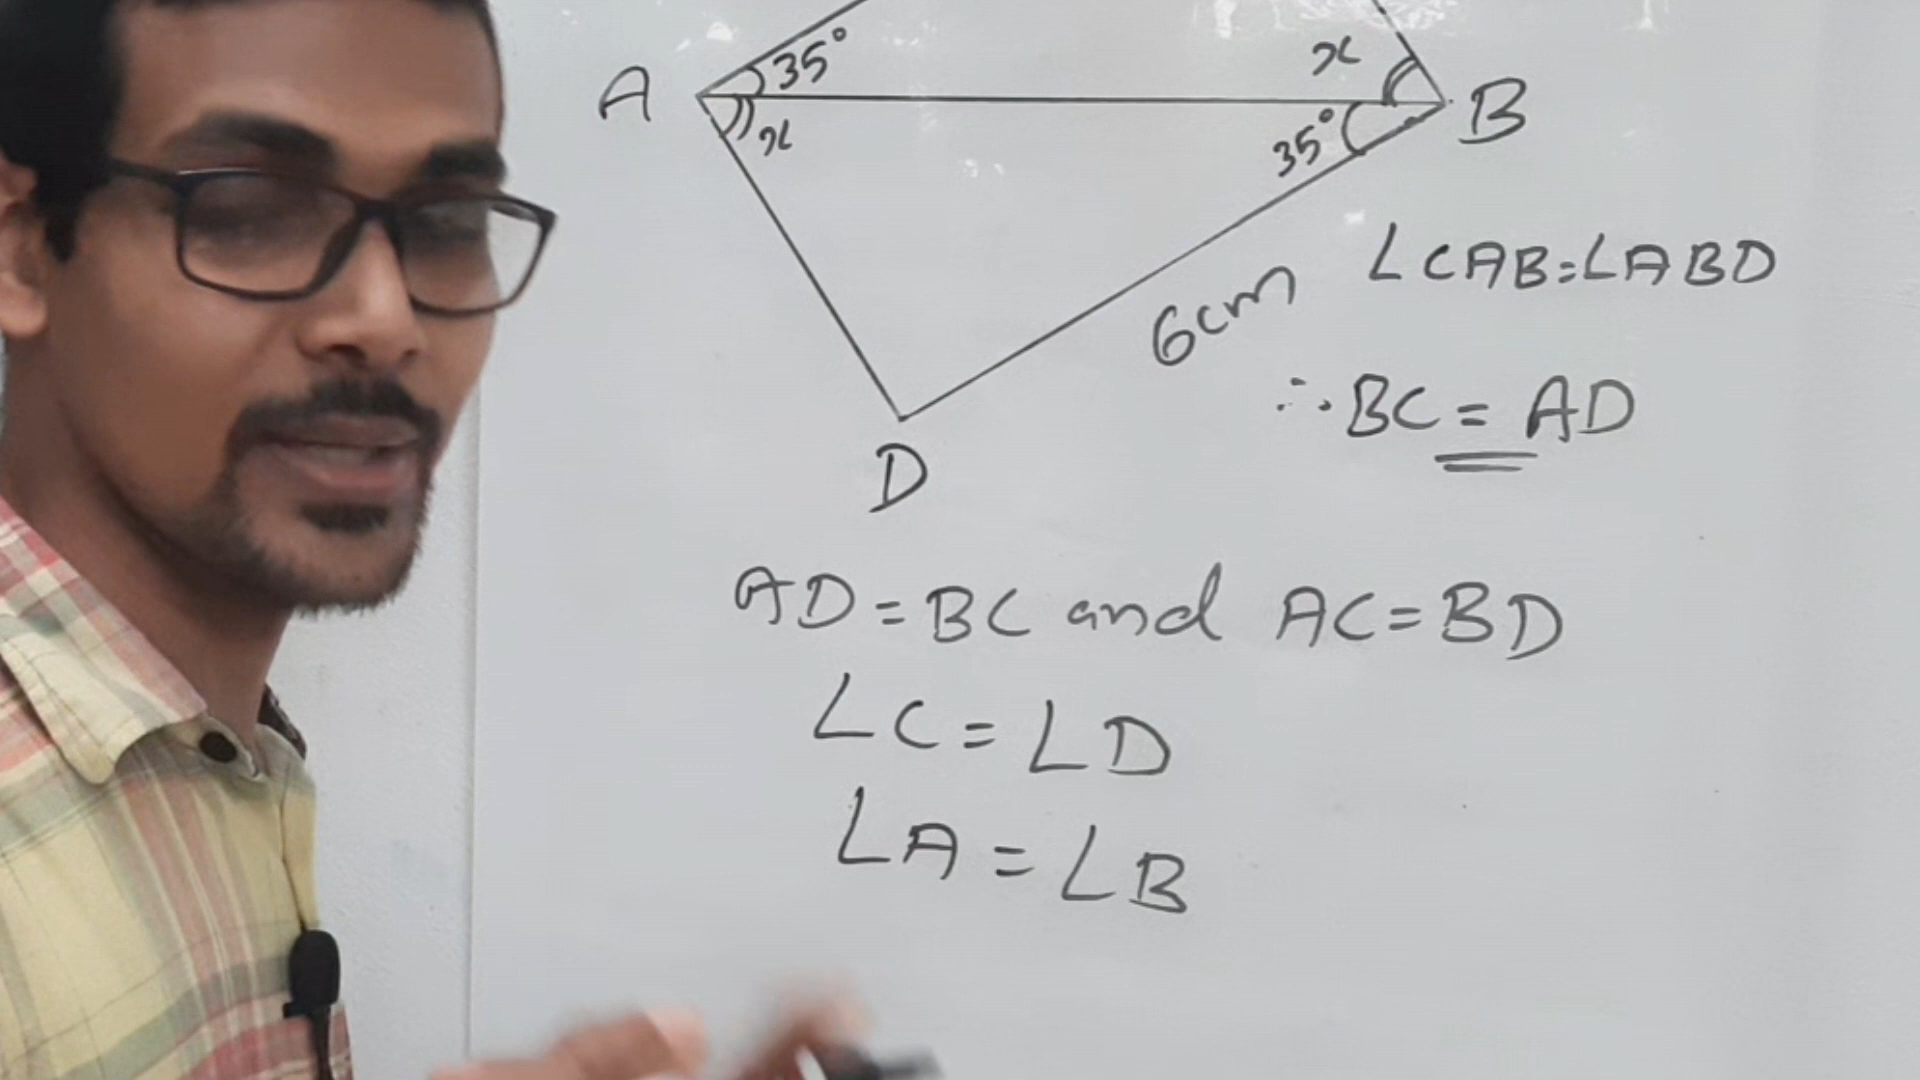 35°
x
A
B
x
35°
∠CAB=∠ABD
6cm
∴BC = AD
D
AD = BC and AC = BD
∠C = ∠D
∠A = ∠B